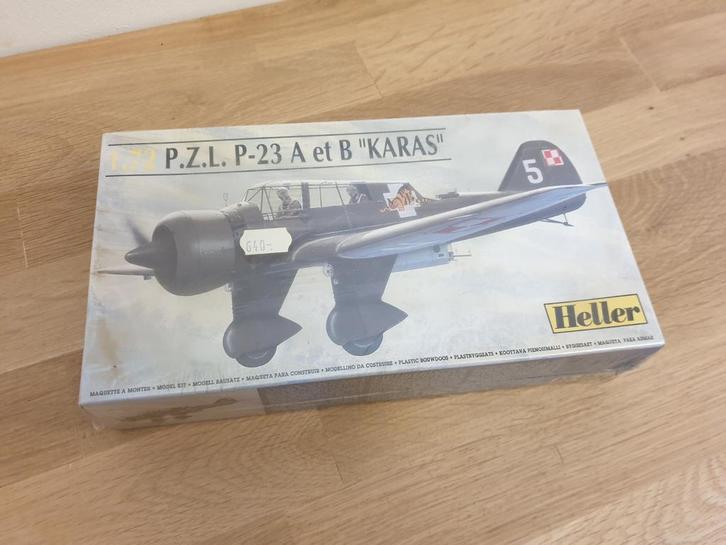 1:72 P.Z.L. P-23 A et B "KARAS"
5
640:-
Heller
MAQUETTE A MONTER • MODEL KIT • MODELL BAUSATZ • MAQUETA PARA CONSTRUIR • MODELLINO DA COSTRUIRE • PLASTIC BOUWDOOS • PLASTBYGGSATS • KOOTTAVA PIENOISMALLI • BYGGESAET • MAQUETA PARA ARMAR